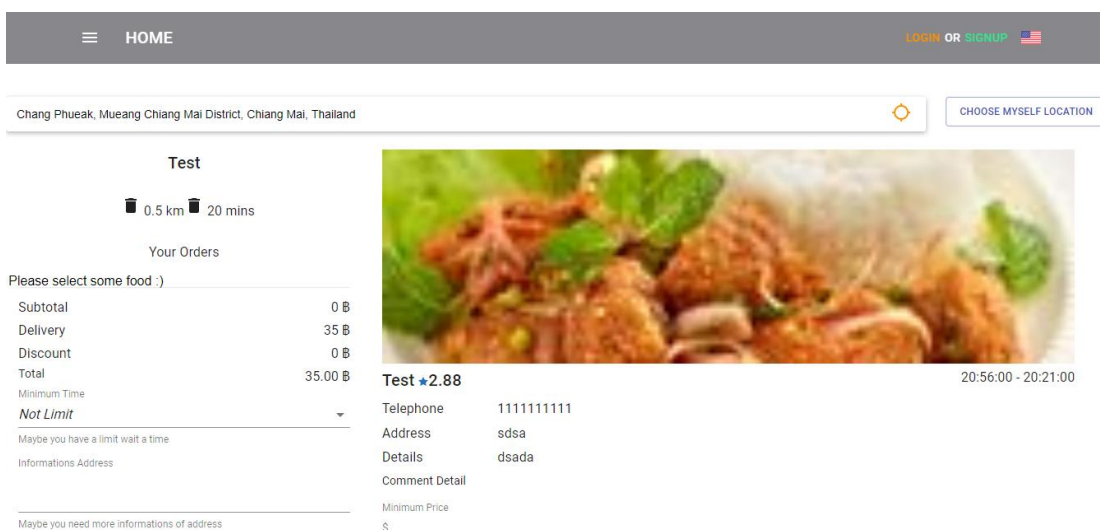 HOME
LOGIN OR SIGNUP
Chang Phueak, Mueang Chiang Mai District, Chiang Mai, Thailand
CHOOSE MYSELF LOCATION
Test
0.5 km 20 mins
Your Orders
Please select some food :)
Subtotal 0 ฿
Delivery 35 ฿
Discount 0 ฿
Total 35.00 ฿
Minimum Time
Not Limit
Maybe you have a limit wait a time
Informations Address
Maybe you need more informations of address
Test 2.88
20:56:00 - 20:21:00
Telephone 1111111111
Address sdsa
Details dsada
Comment Detail
Minimum Price
$